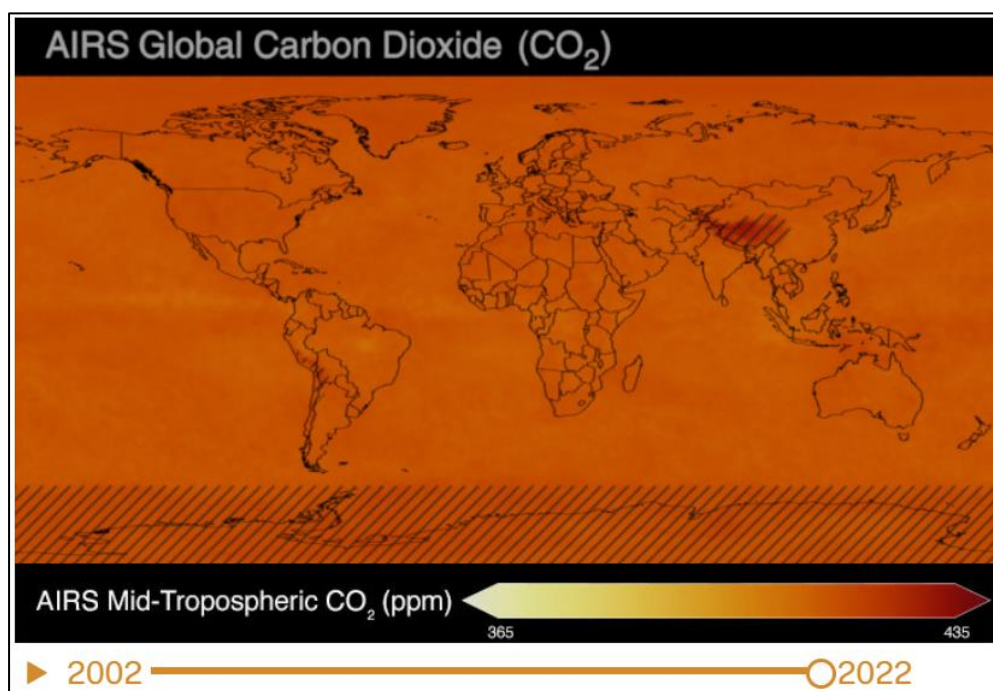 AIRS Global Carbon Dioxide (CO₂)
AIRS Mid-Tropospheric CO₂ (ppm)
365 435
2002 2022